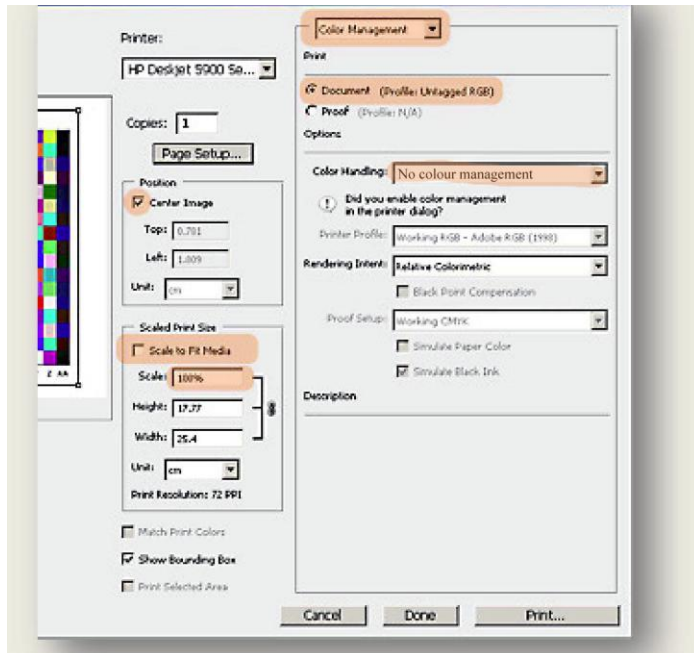 Printer:
HP Deskjet 5900 Se...
Copies: 1
Page Setup...
Position
Center Image
Top: 0.701
Left: 1.009
Unit: cm
Scaled Print Size
Scale to Fit Media
Scale: 100%
Height: 17.77
Width: 25.4
Unit: cm
Print Resolution: 72 PPI
Match Print Colors
Show Bounding Box
Print Selected Area
Z AA
Color Management
Print
Document (Profile: Untagged RGB)
Proof (Profile: N/A)
Options
Color Handling: No colour management
Did you enable color management
in the printer dialog?
Printer Profile: Working RGB - Adobe RGB (1998)
Rendering Intent: Relative Colorimetric
Black Point Compensation
Proof Setup: Working CMYK
Simulate Paper Color
Simulate Black Ink
Description
Cancel
Done
Print...